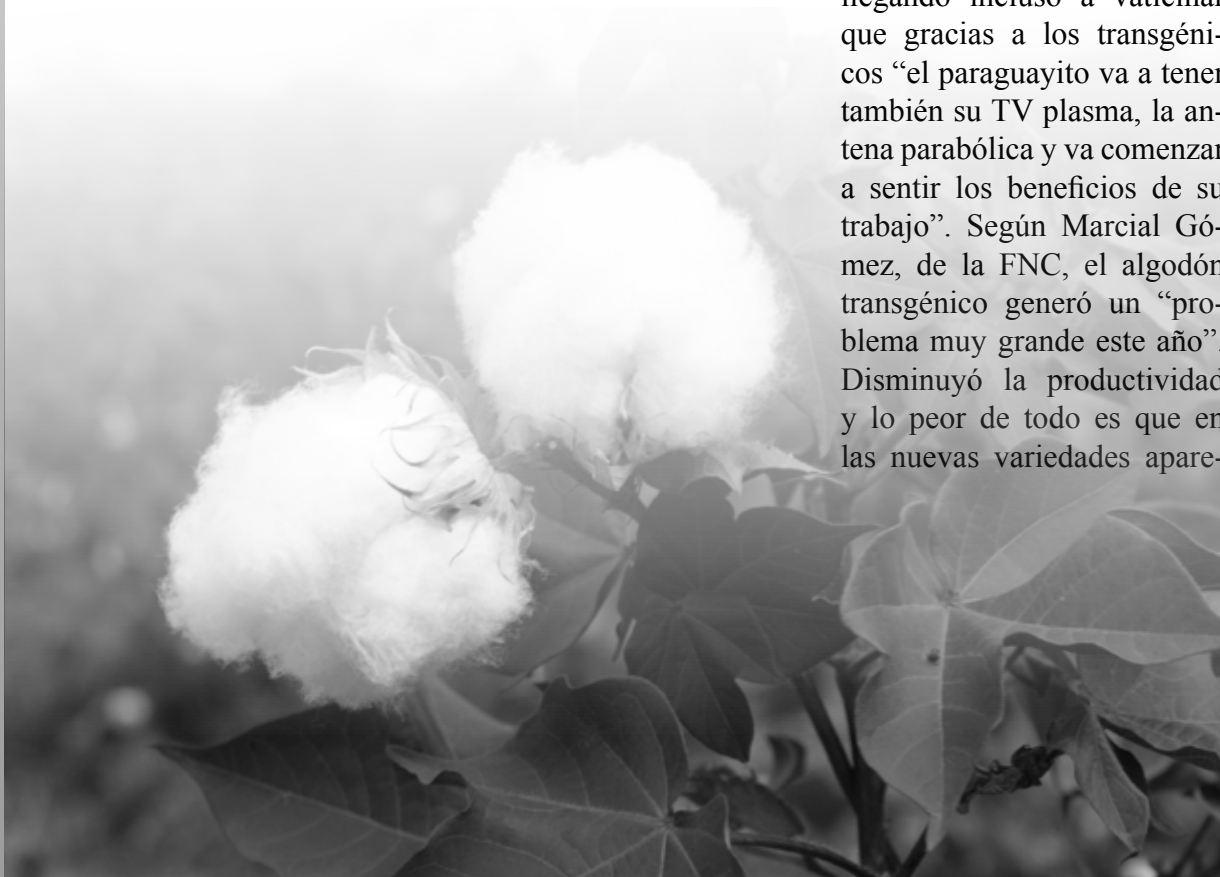 llegando incluso a vaticinar
que gracias a los transgéni-
cos “el paraguayito va a tener
también su TV plasma, la an-
tena parabólica y va comenzar
a sentir los beneficios de su
trabajo”. Según Marcial Gó-
mez, de la FNC, el algodón
transgénico generó un “pro-
blema muy grande este año”.
Disminuyó la productividad
y lo peor de todo es que en
las nuevas variedades apare-